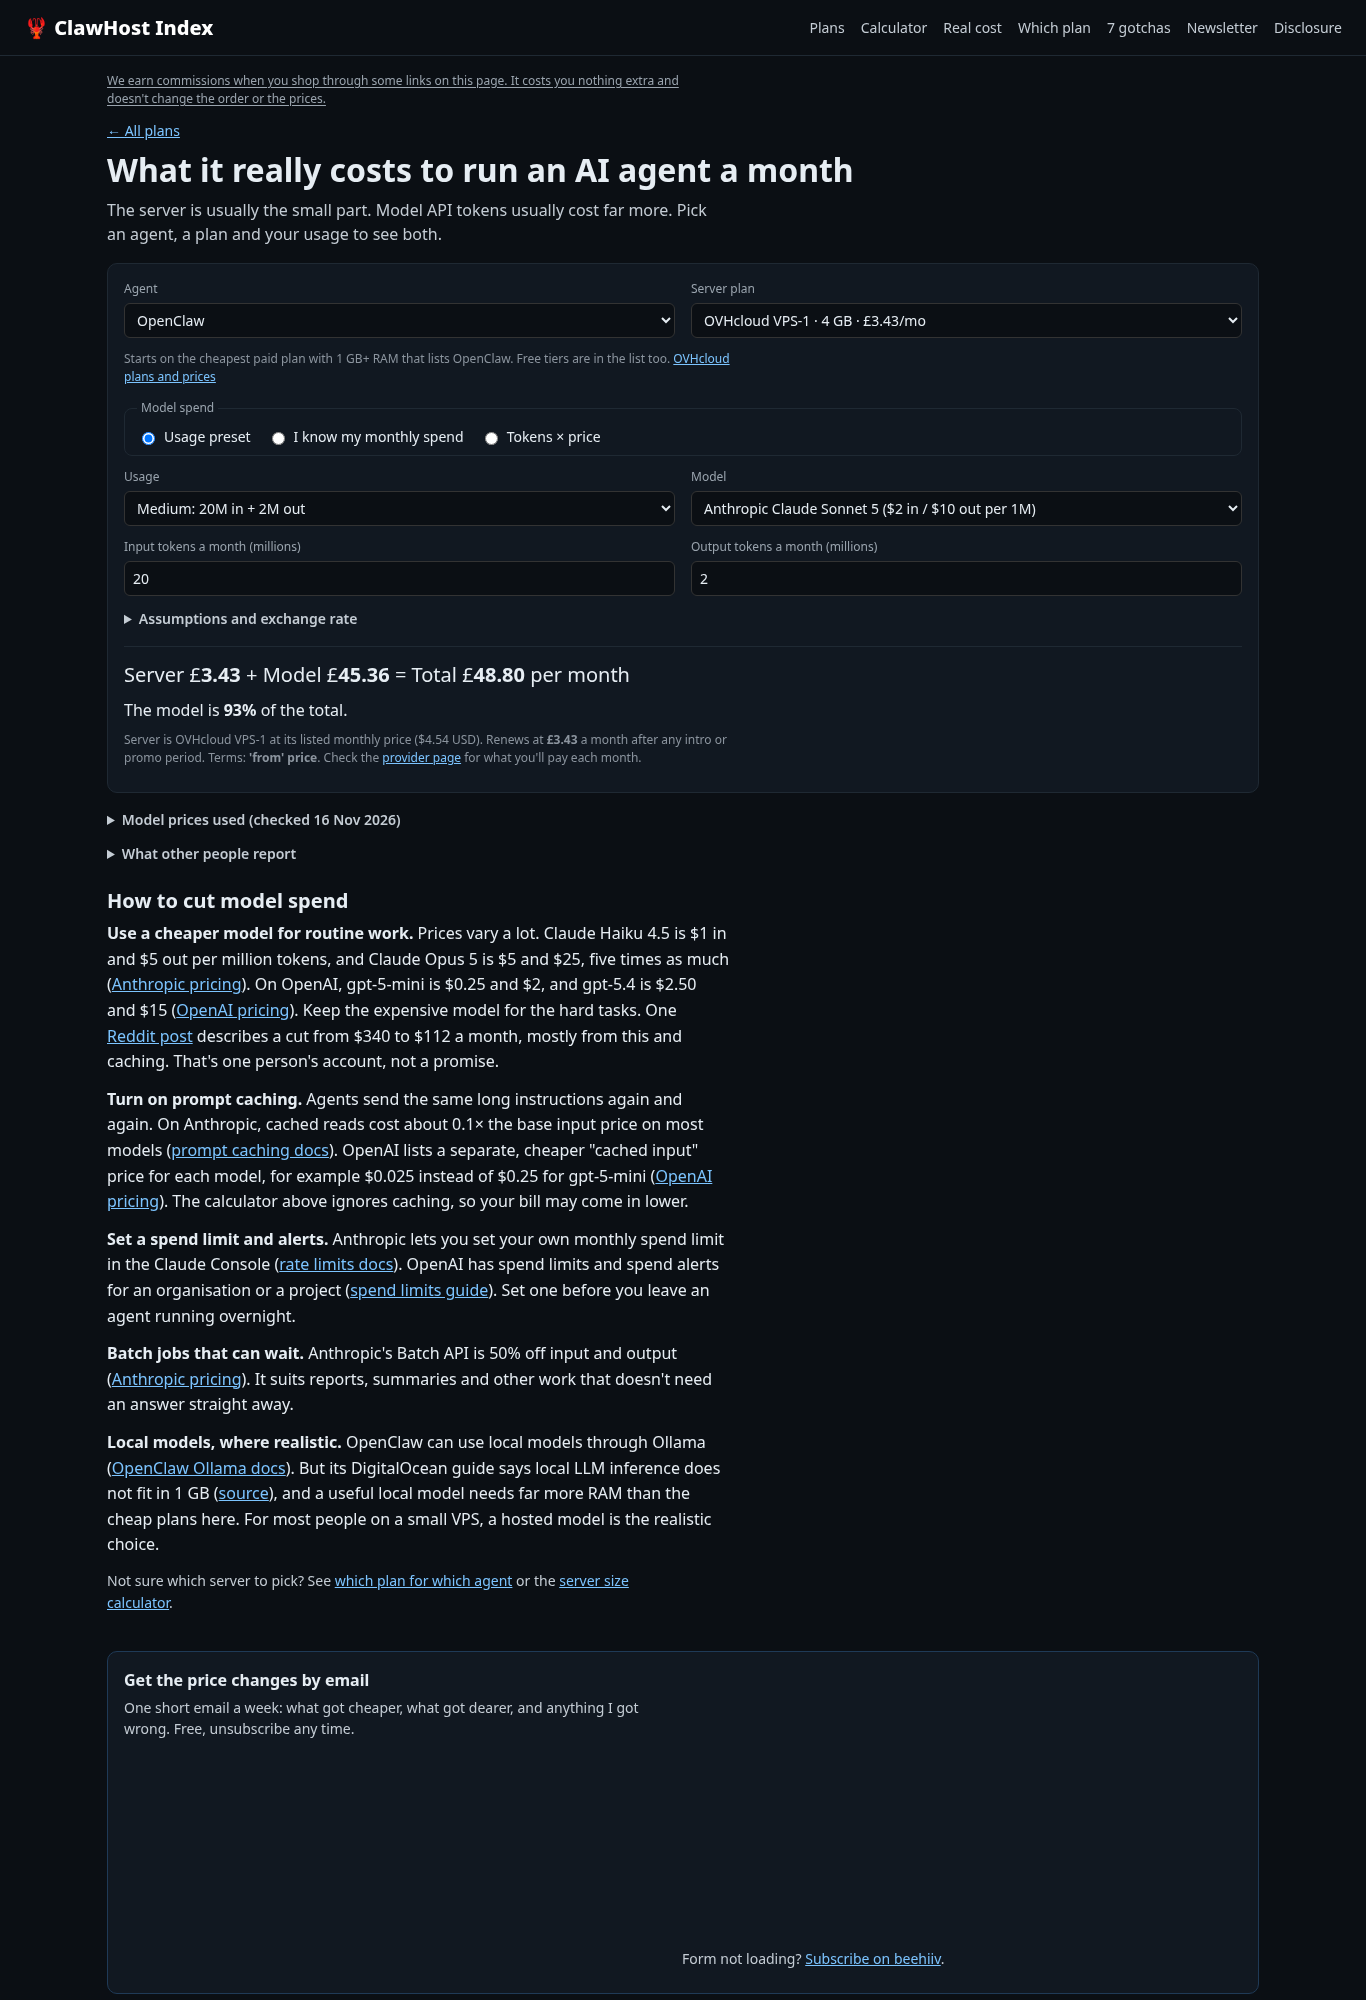 🦞 ClawHost Index
Plans Calculator Real cost Which plan 7 gotchas Newsletter Disclosure
We earn commissions when you shop through some links on this page. It costs you nothing extra and
doesn't change the order or the prices.
← All plans
What it really costs to run an AI agent a month
The server is usually the small part. Model API tokens usually cost far more. Pick
an agent, a plan and your usage to see both.
Agent
OpenClaw
Server plan
OVHcloud VPS-1 · 4 GB · £3.43/mo
Starts on the cheapest paid plan with 1 GB+ RAM that lists OpenClaw. Free tiers are in the list too. OVHcloud
plans and prices
Model spend
Usage preset I know my monthly spend Tokens × price
Usage
Medium: 20M in + 2M out
Model
Anthropic Claude Sonnet 5 ($2 in / $10 out per 1M)
Input tokens a month (millions)
20
Output tokens a month (millions)
2
▶ Assumptions and exchange rate
Server £3.43 + Model £45.36 = Total £48.80 per month
The model is 93% of the total.
Server is OVHcloud VPS-1 at its listed monthly price ($4.54 USD). Renews at £3.43 a month after any intro or
promo period. Terms: 'from' price. Check the provider page for what you'll pay each month.
▶ Model prices used (checked 16 Nov 2026)
▶ What other people report
How to cut model spend
Use a cheaper model for routine work. Prices vary a lot. Claude Haiku 4.5 is $1 in
and $5 out per million tokens, and Claude Opus 5 is $5 and $25, five times as much
(Anthropic pricing). On OpenAI, gpt-5-mini is $0.25 and $2, and gpt-5.4 is $2.50
and $15 (OpenAI pricing). Keep the expensive model for the hard tasks. One
Reddit post describes a cut from $340 to $112 a month, mostly from this and
caching. That's one person's account, not a promise.
Turn on prompt caching. Agents send the same long instructions again and
again. On Anthropic, cached reads cost about 0.1× the base input price on most
models (prompt caching docs). OpenAI lists a separate, cheaper "cached input"
price for each model, for example $0.025 instead of $0.25 for gpt-5-mini (OpenAI
pricing). The calculator above ignores caching, so your bill may come in lower.
Set a spend limit and alerts. Anthropic lets you set your own monthly spend limit
in the Claude Console (rate limits docs). OpenAI has spend limits and spend alerts
for an organisation or a project (spend limits guide). Set one before you leave an
agent running overnight.
Batch jobs that can wait. Anthropic's Batch API is 50% off input and output
(Anthropic pricing). It suits reports, summaries and other work that doesn't need
an answer straight away.
Local models, where realistic. OpenClaw can use local models through Ollama
(OpenClaw Ollama docs). But its DigitalOcean guide says local LLM inference does
not fit in 1 GB (source), and a useful local model needs far more RAM than the
cheap plans here. For most people on a small VPS, a hosted model is the realistic
choice.
Not sure which server to pick? See which plan for which agent or the server size
calculator.
Get the price changes by email
One short email a week: what got cheaper, what got dearer, and anything I got
wrong. Free, unsubscribe any time.
Form not loading? Subscribe on beehiiv.